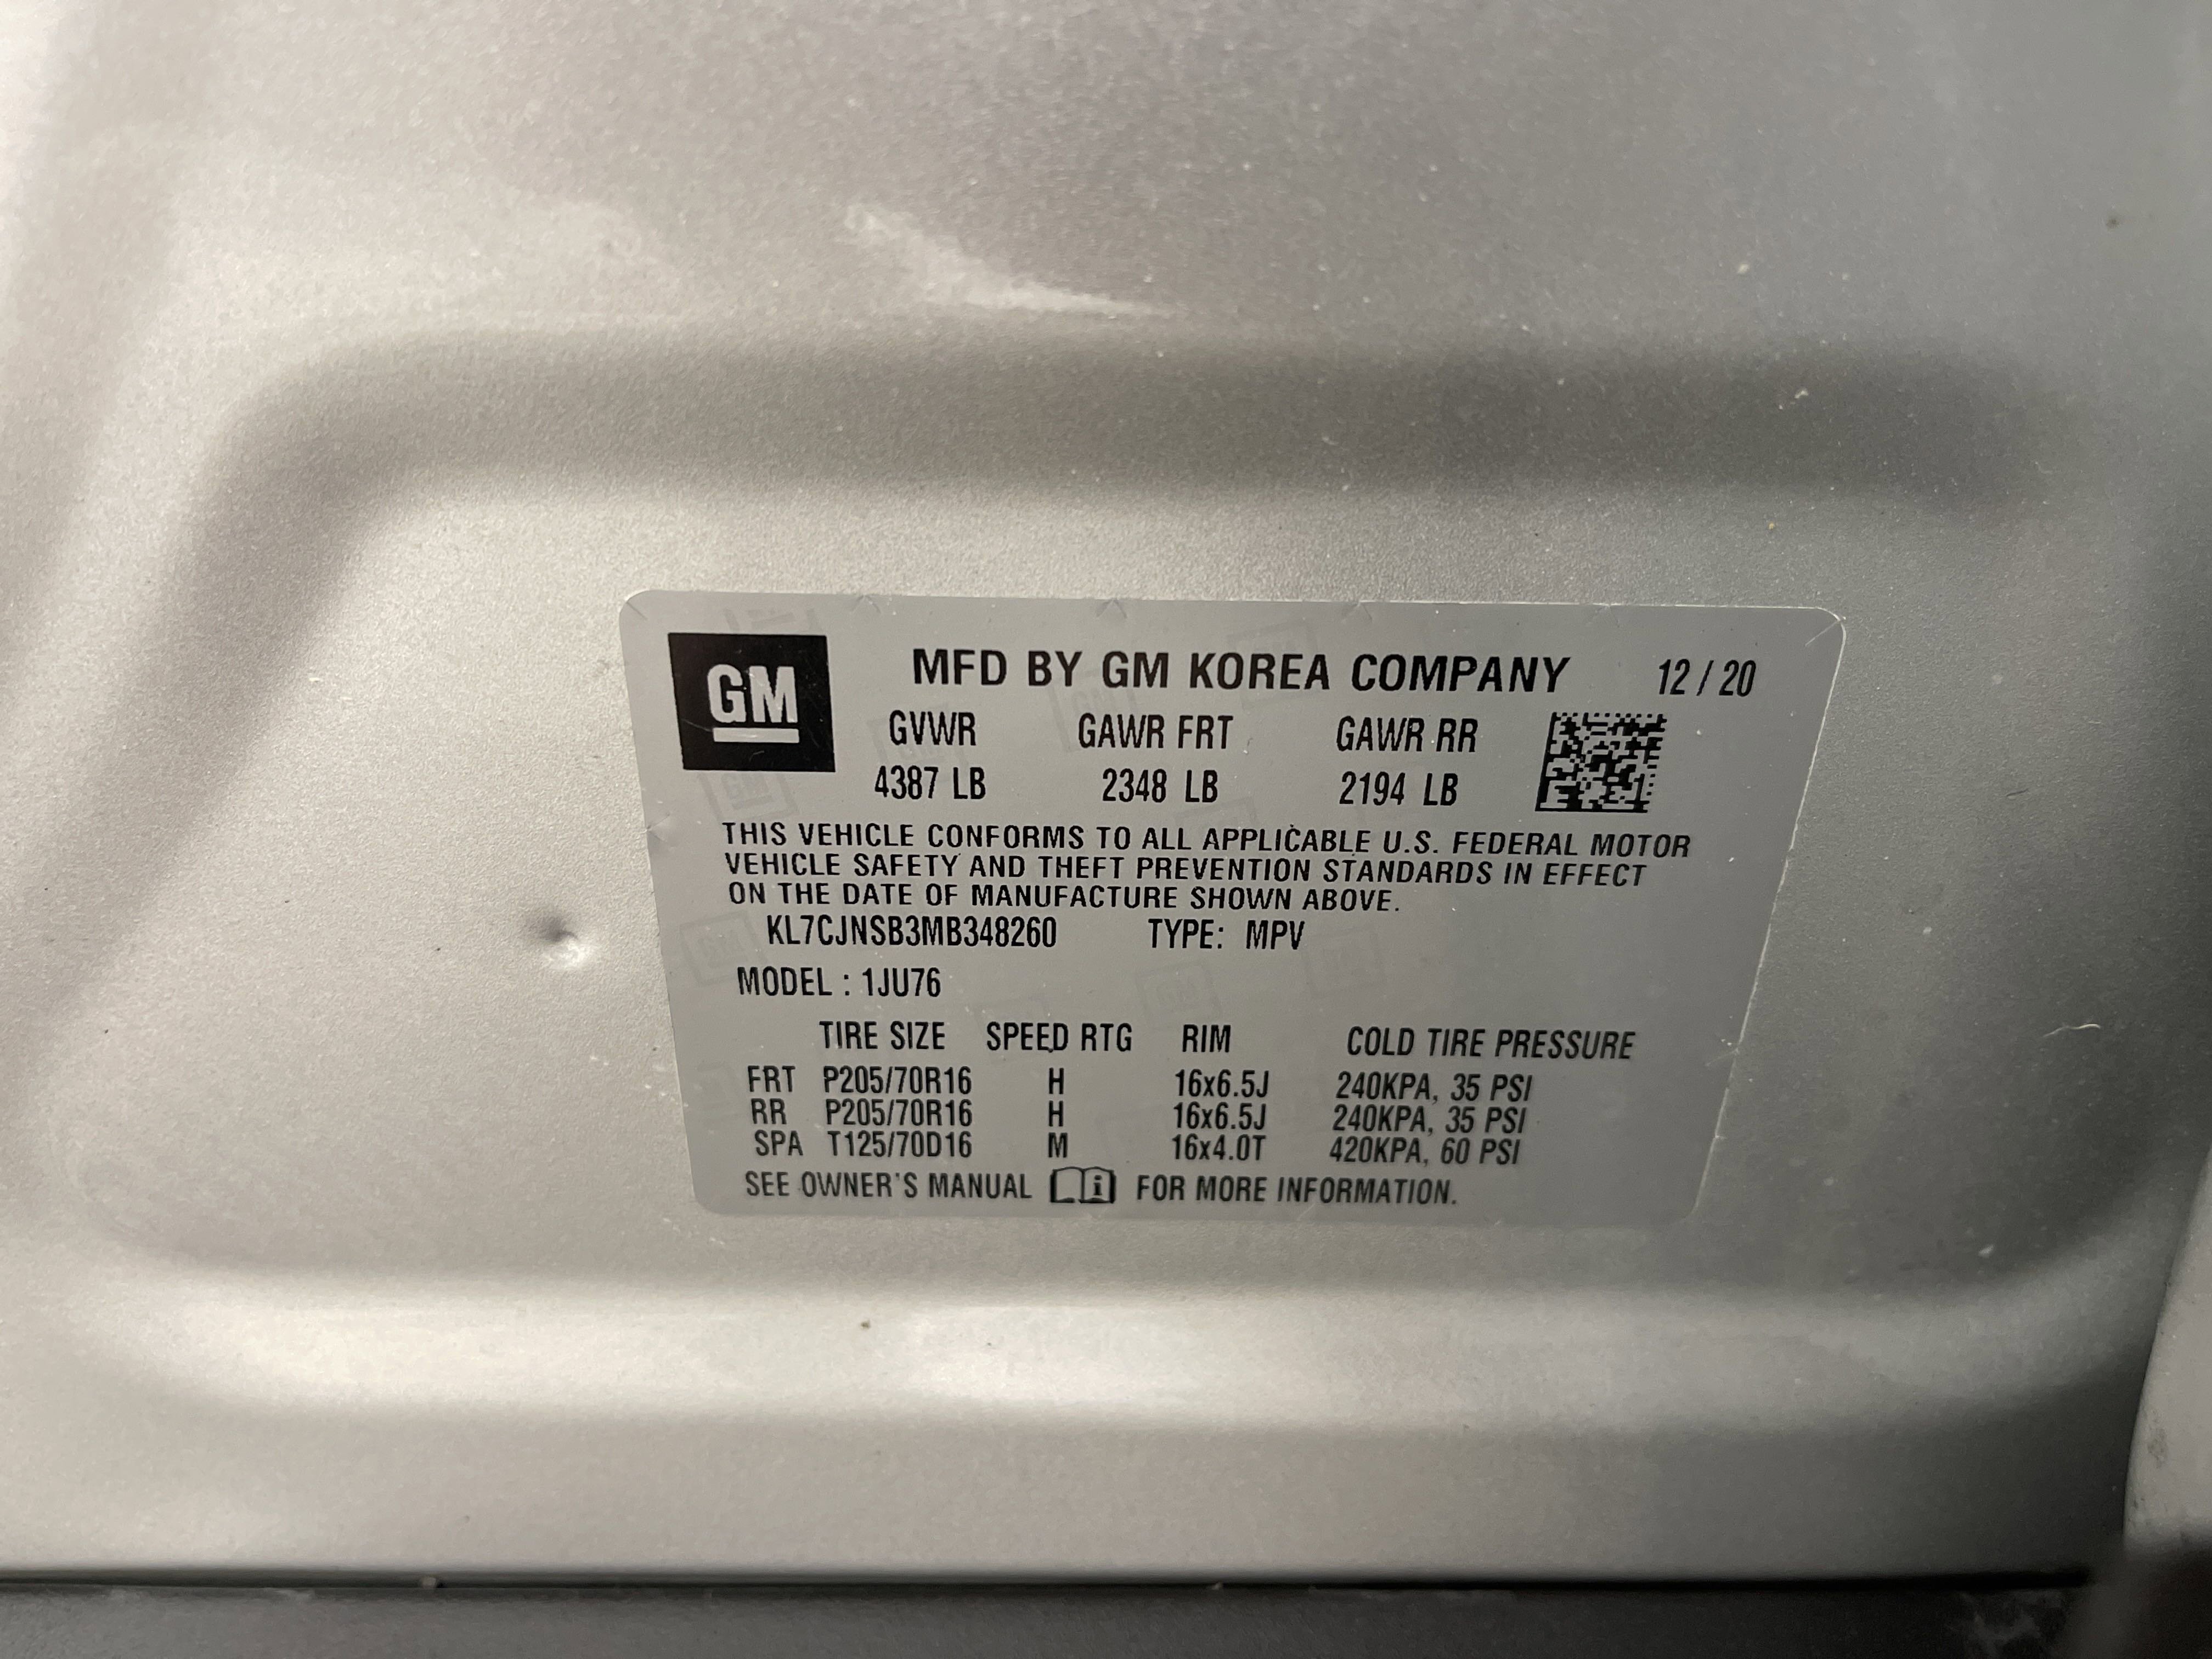 GM
MFD BY GM KOREA COMPANY 12 / 20
GVWR GAWR FRT GAWR RR
4387 LB 2348 LB 2194 LB
THIS VEHICLE CONFORMS TO ALL APPLICABLE U.S. FEDERAL MOTOR
VEHICLE SAFETY AND THEFT PREVENTION STANDARDS IN EFFECT
ON THE DATE OF MANUFACTURE SHOWN ABOVE.
KL7CJNSB3MB348260 TYPE: MPV
MODEL : 1JU76
TIRE SIZE SPEED RTG RIM COLD TIRE PRESSURE
FRT P205/70R16 H 16x6.5J 240KPA, 35 PSI
RR P205/70R16 H 16x6.5J 240KPA, 35 PSI
SPA T125/70D16 M 16x4.0T 420KPA, 60 PSI
SEE OWNER'S MANUAL i FOR MORE INFORMATION.